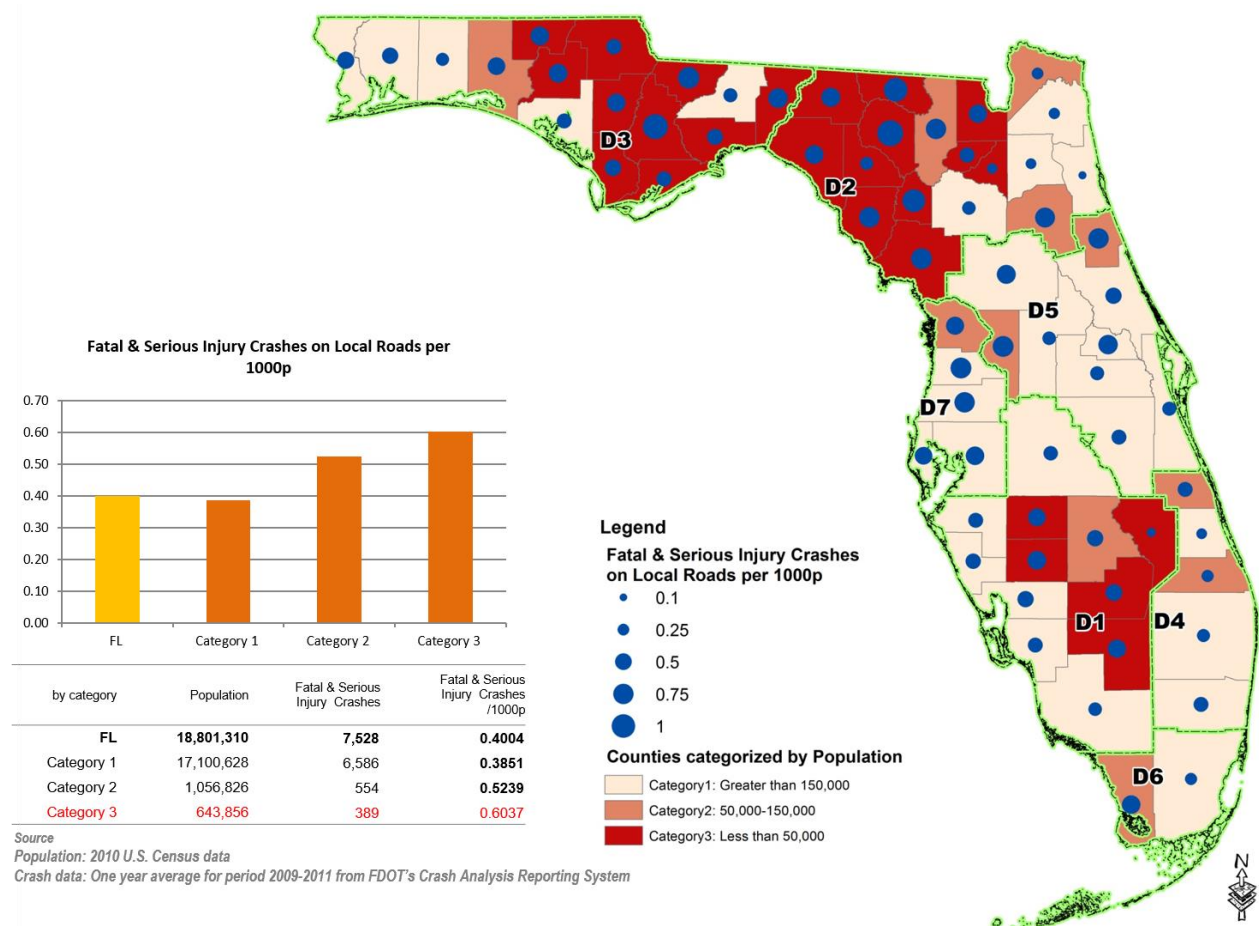 Fatal & Serious Injury Crashes on Local Roads per
1000p
0.70
0.60
0.50
0.40
0.30
0.20
0.10
0.00
FL Category 1 Category 2 Category 3
by category Population Fatal & Serious Injury Crashes Fatal & Serious Injury Crashes /1000p
FL 18,801,310 7,528 0.4004
Category 1 17,100,628 6,586 0.3851
Category 2 1,056,826 554 0.5239
Category 3 643,856 389 0.6037
Source
Population: 2010 U.S. Census data
Crash data: One year average for period 2009-2011 from FDOT's Crash Analysis Reporting System
D3
D2
D5
D7
D1
D4
D6
Legend
Fatal & Serious Injury Crashes
on Local Roads per 1000p
0.1
0.25
0.5
0.75
1
Counties categorized by Population
Category1: Greater than 150,000
Category2: 50,000-150,000
Category3: Less than 50,000
N